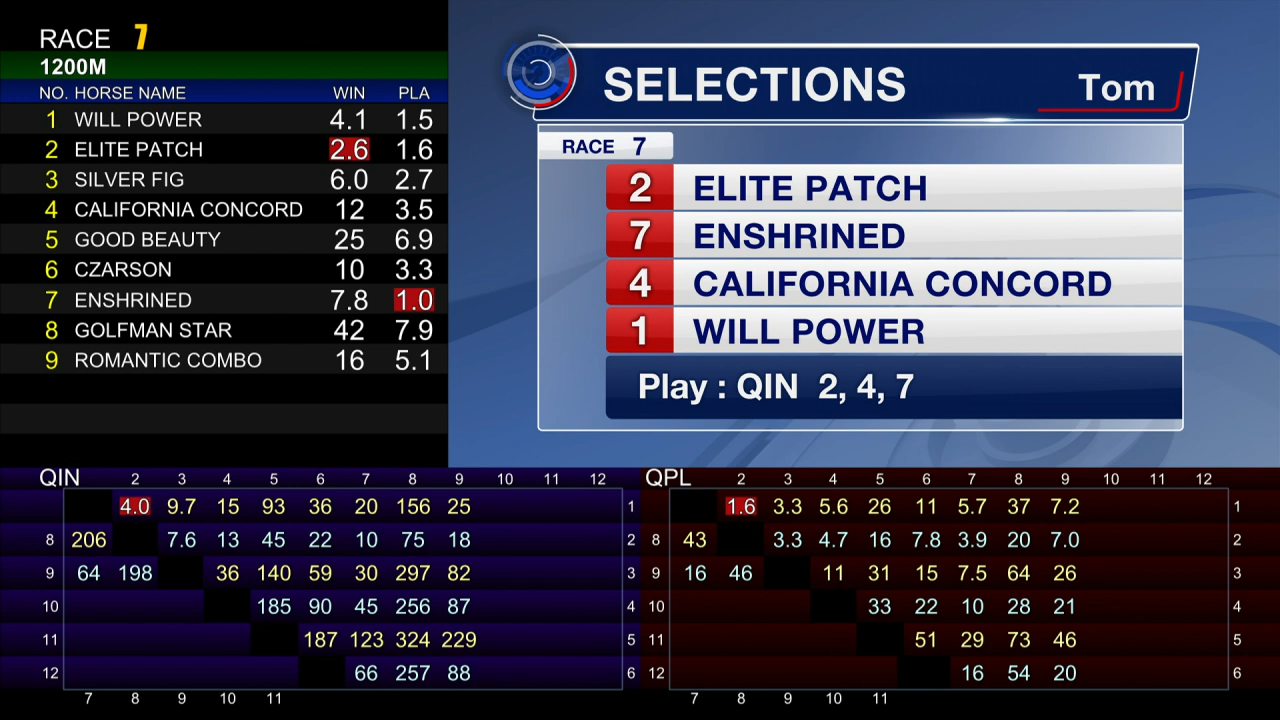 RACE 7
1200M
NO. HORSE NAME WIN PLA
1 WILL POWER 4.1 1.5
2 ELITE PATCH 2.6 1.6
3 SILVER FIG 6.0 2.7
4 CALIFORNIA CONCORD 12 3.5
5 GOOD BEAUTY 25 6.9
6 CZARSON 10 3.3
7 ENSHRINED 7.8 1.0
8 GOLFMAN STAR 42 7.9
9 ROMANTIC COMBO 16 5.1
SELECTIONS Tom
RACE 7
2 ELITE PATCH
7 ENSHRINED
4 CALIFORNIA CONCORD
1 WILL POWER
Play : QIN 2, 4, 7
QIN 2 3 4 5 6 7 8 9 10 11 12
4.0 9.7 15 93 36 20 156 25 1
8 206 7.6 13 45 22 10 75 18 2
9 64 198 36 140 59 30 297 82 3
10 185 90 45 256 87 4
11 187 123 324 229 5
12 66 257 88 6
7 8 9 10 11
QPL 2 3 4 5 6 7 8 9 10 11 12
1.6 3.3 5.6 26 11 5.7 37 7.2 1
8 43 3.3 4.7 16 7.8 3.9 20 7.0 2
9 16 46 11 31 15 7.5 64 26 3
10 33 22 10 28 21 4
11 51 29 73 46 5
12 16 54 20 6
7 8 9 10 11